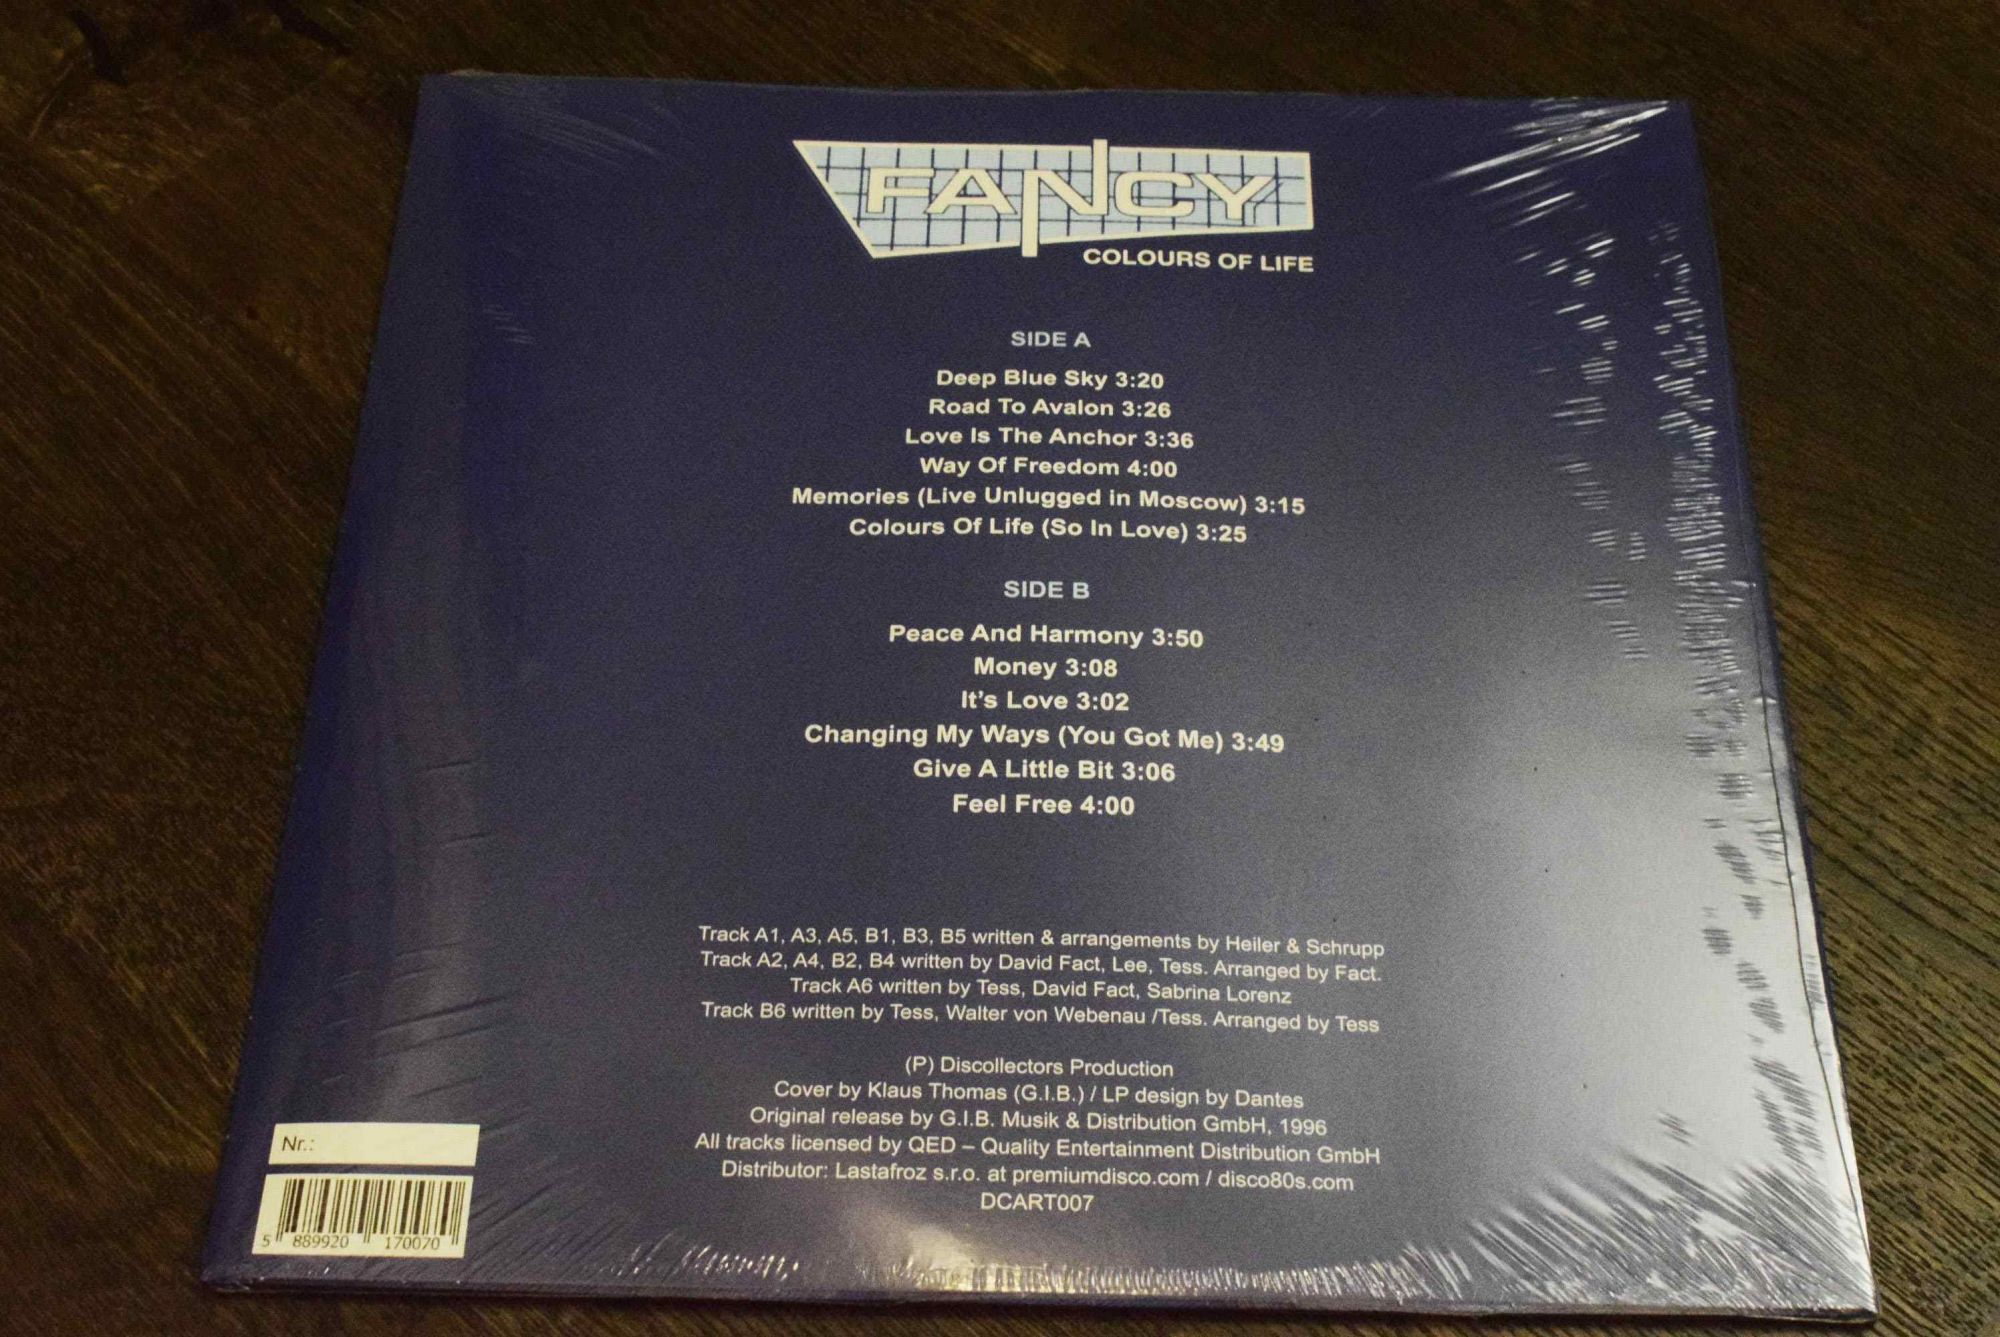 FANCY
COLOURS OF LIFE
SIDE A
Deep Blue Sky 3:20
Road To Avalon 3:26
Love Is The Anchor 3:36
Way Of Freedom 4:00
Memories (Live Unlugged in Moscow) 3:15
Colours Of Life (So In Love) 3:25
SIDE B
Peace And Harmony 3:50
Money 3:08
It's Love 3:02
Changing My Ways (You Got Me) 3:49
Give A Little Bit 3:06
Feel Free 4:00
Track A1, A3, A5, B1, B3, B5 written & arrangements by Heiler & Schrupp
Track A2, A4, B2, B4 written by David Fact, Lee, Tess. Arranged by Fact.
Track A6 written by Tess, David Fact, Sabrina Lorenz
Track B6 written by Tess, Walter von Webenau /Tess. Arranged by Tess
(P) Discollectors Production
Cover by Klaus Thomas (G.I.B.) / LP design by Dantes
Original release by G.I.B. Musik & Distribution GmbH, 1996
All tracks licensed by QED – Quality Entertainment Distribution GmbH
Distributor: Lastafroz s.r.o. at premiumdisco.com / disco80s.com
DCART007
Nr.:
5 889920 170070